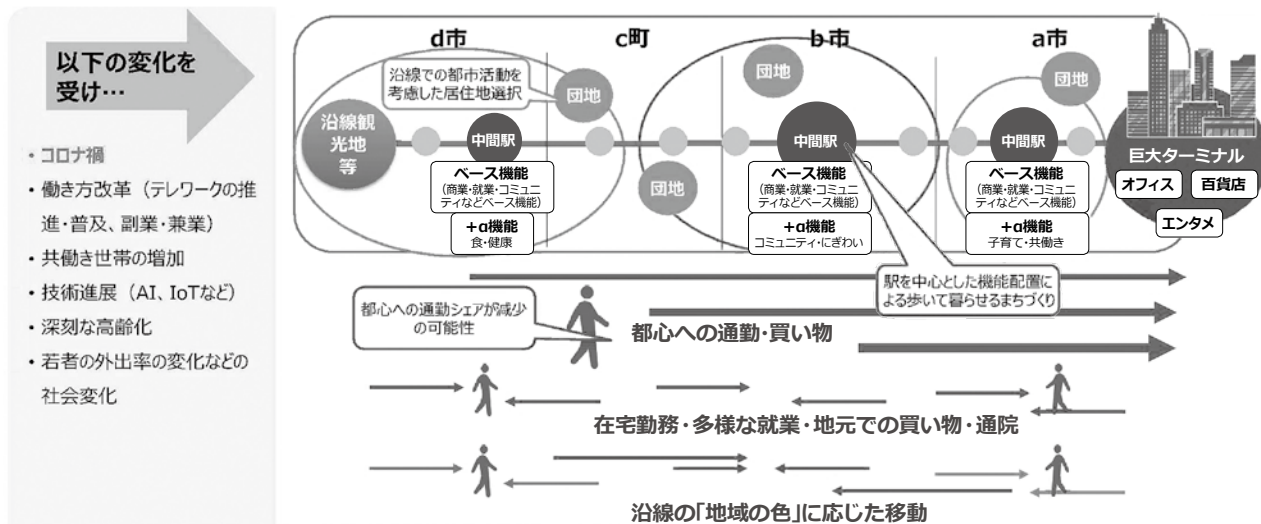 以下の変化を
受け…
・コロナ禍
・働き方改革（テレワークの推
進・普及、副業・兼業）
・共働き世帯の増加
・技術進展（AI、IoTなど）
・深刻な高齢化
・若者の外出率の変化などの
社会変化
d市
c町
b市
a市
沿線での都市活動を
考慮した居住地選択
団地
団地
団地
団地
沿線観
光地
等
中間駅
中間駅
中間駅
巨大ターミナル
オフィス
百貨店
エンタメ
ベース機能
（商業・就業・コミュニ
ティなどベース機能）
+α機能
食・健康
ベース機能
（商業・就業・コミュニ
ティなどベース機能）
+α機能
コミュニティ・にぎわい
ベース機能
（商業・就業・コミュニ
ティなどベース機能）
+α機能
子育て・共働き
駅を中心とした機能配置に
よる歩いて暮らせるまちづくり
都心への通勤シェアが減少
の可能性
都心への通勤・買い物
在宅勤務・多様な就業・地元での買い物・通院
沿線の「地域の色」に応じた移動